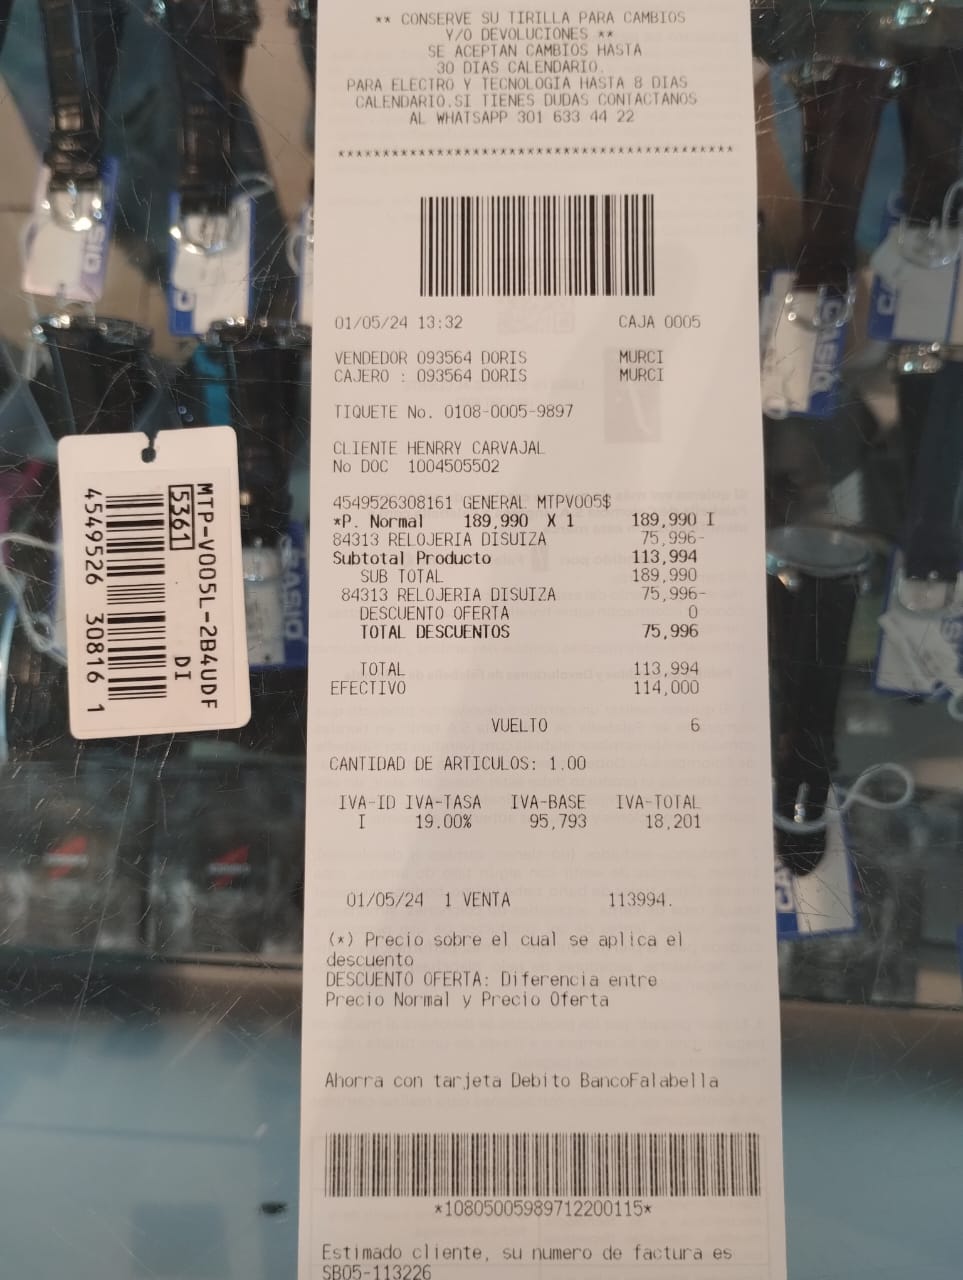 ** CONSERVE SU TIRILLA PARA CAMBIOS
Y/O DEVOLUCIONES **
SE ACEPTAN CAMBIOS HASTA
30 DIAS CALENDARIO.
PARA ELECTRO Y TECNOLOGIA HASTA 8 DIAS
CALENDARIO.SI TIENES DUDAS CONTACTANOS
AL WHATSAPP 301 633 44 22
********************************************
01/05/24 13:32 CAJA 0005
VENDEDOR 093564 DORIS MURCI
CAJERO : 093564 DORIS MURCI
TIQUETE No. 0108-0005-9897
CLIENTE HENRRY CARVAJAL
No DOC 1004505502
4549526308161 GENERAL MTPV005$
*P. Normal 189,990 X 1 189,990 I
84313 RELOJERIA DISUIZA 75,996-
Subtotal Producto 113,994
SUB TOTAL 189,990
84313 RELOJERIA DISUIZA 75,996-
DESCUENTO OFERTA 0
TOTAL DESCUENTOS 75,996
TOTAL 113,994
EFECTIVO 114,000
VUELTO 6
CANTIDAD DE ARTICULOS: 1.00
IVA-ID IVA-TASA IVA-BASE IVA-TOTAL
I 19.00% 95,793 18,201
01/05/24 1 VENTA 113994.
(*) Precio sobre el cual se aplica el
descuento
DESCUENTO OFERTA: Diferencia entre
Precio Normal y Precio Oferta
Ahorra con tarjeta Debito BancoFalabella
*10805005989712200115*
Estimado cliente, su numero de factura es
SB05-113226
MTP-V005L-2B4UDF
5361 DI
4549526 30816 1
CASIO
CASIO
CASIO